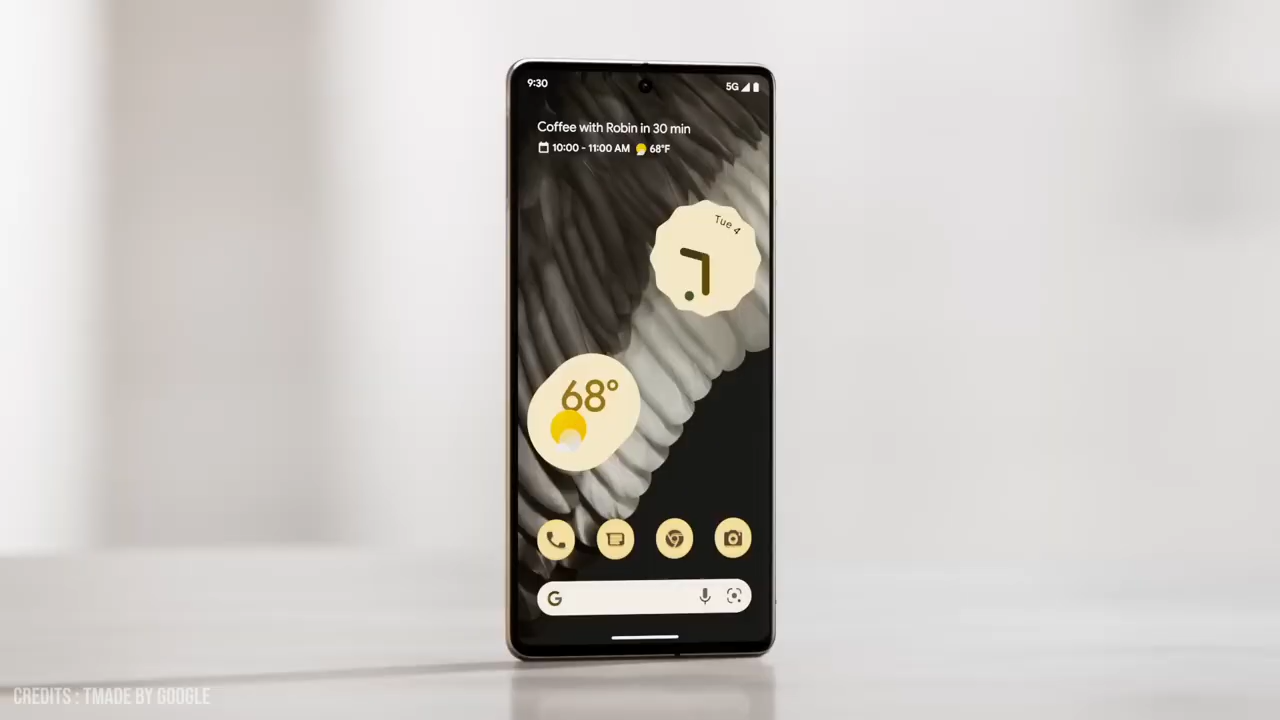 9:30
5G
Coffee with Robin in 30 min
10:00 - 11:00 AM 68°F
Tue 4
68°
G
CREDITS : TMADE BY GOOGLE